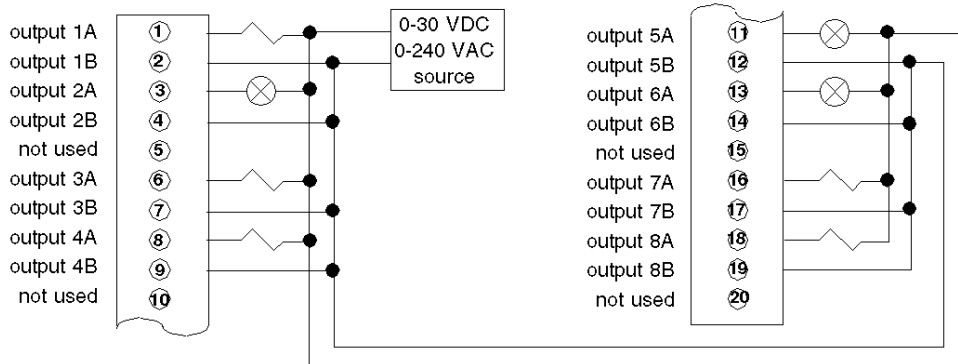 output 1A 1
output 1B 2
output 2A 3
output 2B 4
not used 5
output 3A 6
output 3B 7
output 4A 8
output 4B 9
not used 10
0-30 VDC
0-240 VAC
source
output 5A 11
output 5B 12
output 6A 13
output 6B 14
not used 15
output 7A 16
output 7B 17
output 8A 18
output 8B 19
not used 20